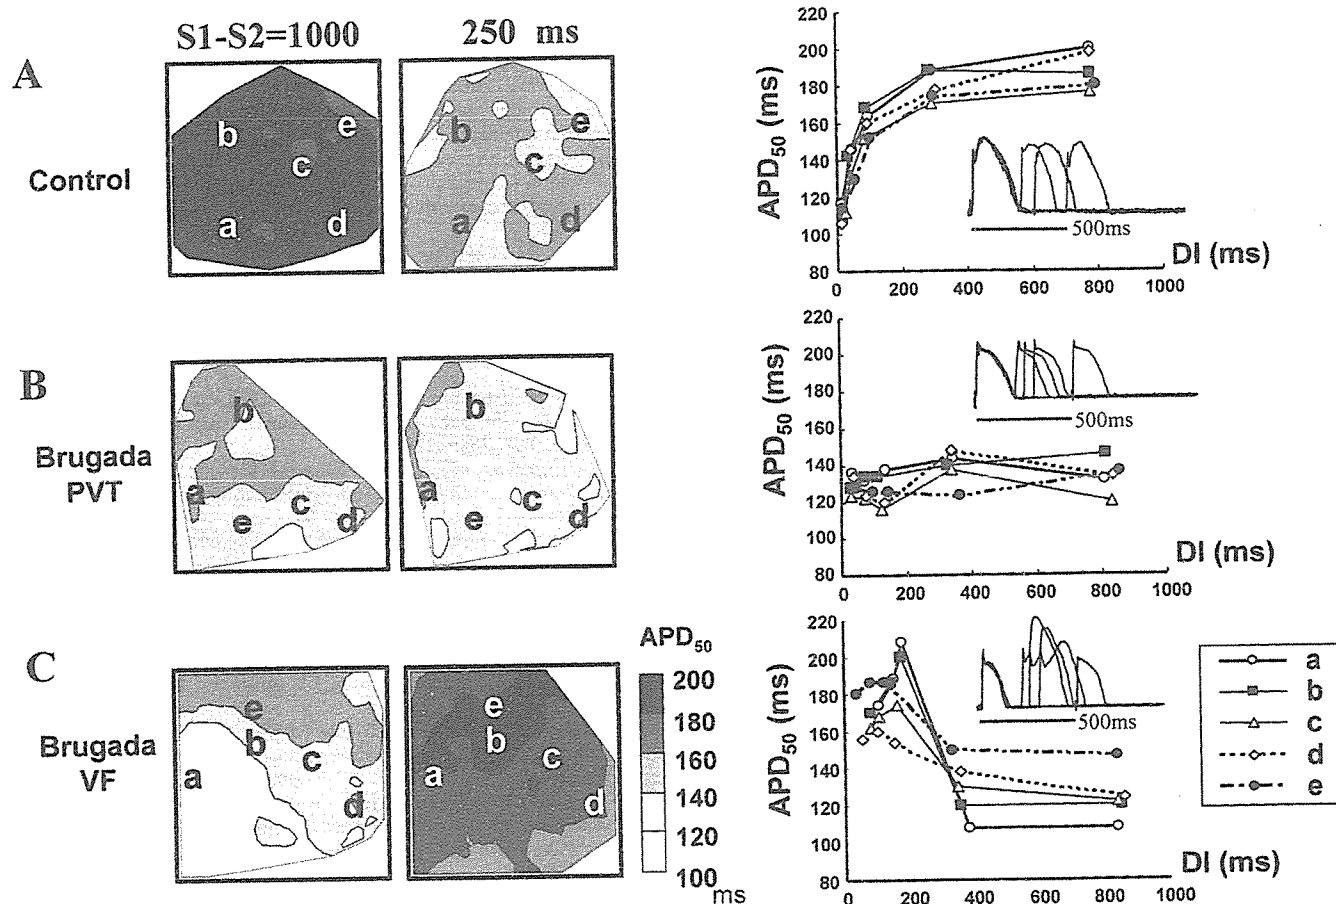 S1-S2=1000
250 ms
A
Control
b
e
c
a
d
b
e
c
a
d
APD50 (ms)
220
200
180
160
140
120
100
80
0
200
400
600
800
1000
500ms
DI (ms)
B
Brugada
PVT
b
a
c
e
d
b
a
c
e
d
APD50 (ms)
220
200
180
160
140
120
100
80
0
200
400
600
800
1000
500ms
DI (ms)
C
Brugada
VF
e
b
c
a
d
e
b
c
a
d
APD50
200
180
160
140
120
100
ms
APD50 (ms)
220
200
180
160
140
120
100
80
0
200
400
600
800
1000
500ms
DI (ms)
a
b
c
d
e